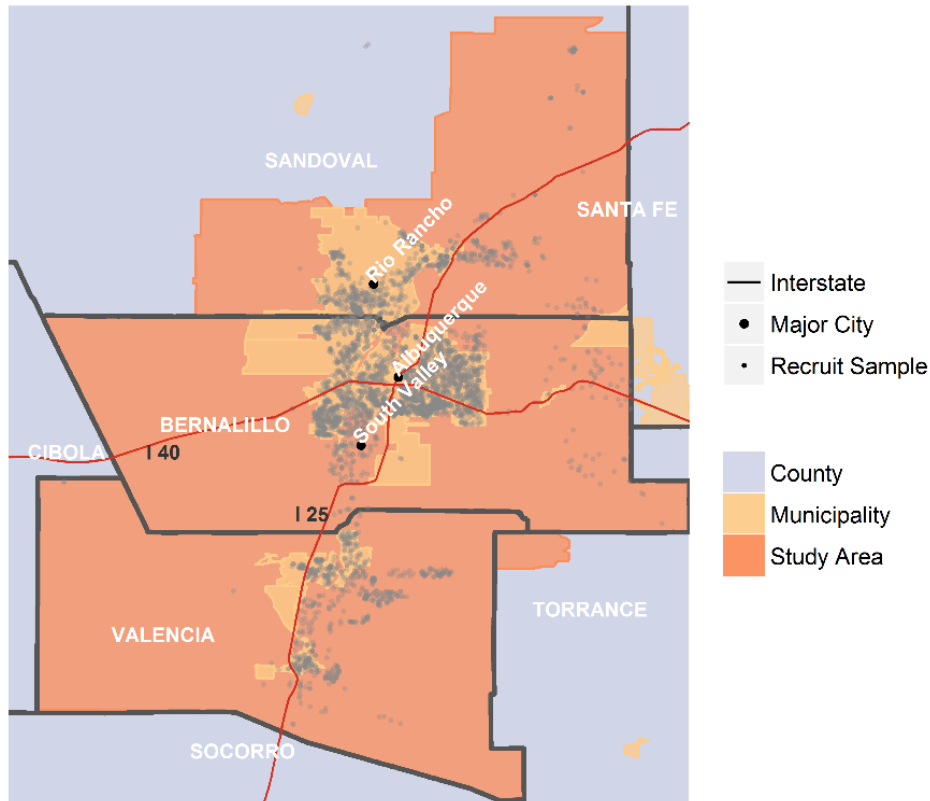 SANDOVAL
SANTA FE
Rio Rancho
Albuquerque
South Valley
BERNALILLO
CIBOLA
I 40
I 25
VALENCIA
TORRANCE
SOCORRO
Interstate
Major City
Recruit Sample
County
Municipality
Study Area